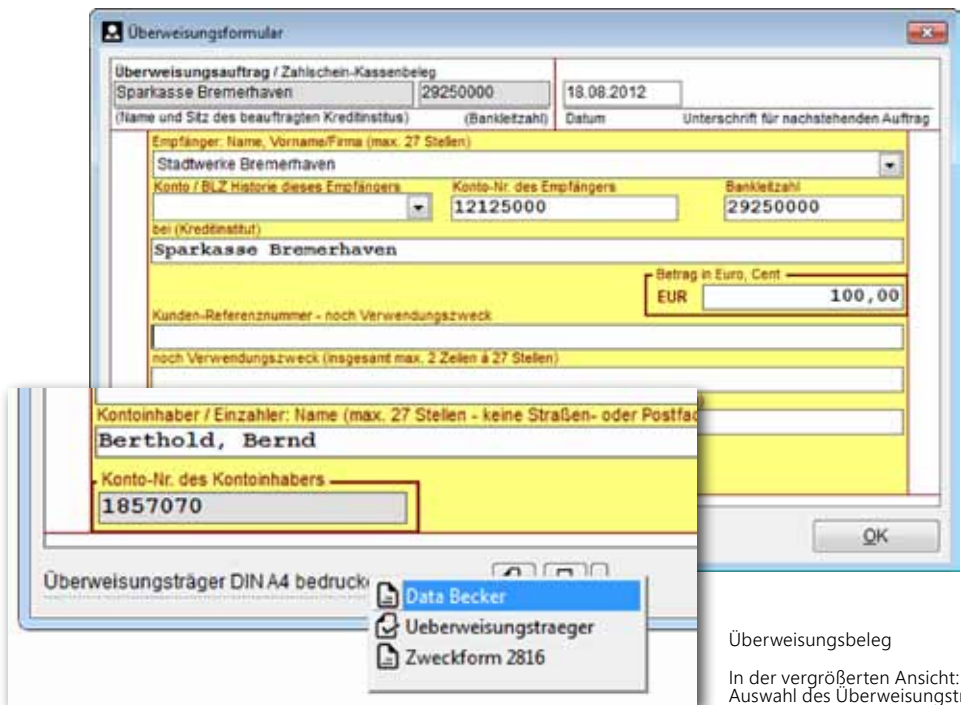 Überweisungsformular
Überweisungsauftrag / Zahlschein-Kassenbeleg
Sparkasse Bremerhaven 29250000 18.08.2012
(Name und Sitz des beauftragten Kreditinstitus) (Bankleitzahl) Datum Unterschrift für nachstehenden Auftrag
Empfänger: Name, Vorname/Firma (max. 27 Stellen)
Stadtwerke Bremerhaven
Konto / BLZ Historie dieses Empfängers Konto-Nr. des Empfängers Bankleitzahl
12125000 29250000
bei (Kreditinstitut)
Sparkasse Bremerhaven
Betrag in Euro, Cent
EUR 100,00
Kunden-Referenznummer - noch Verwendungszweck
noch Verwendungszweck (insgesamt max. 2 Zeilen á 27 Stellen)
Kontoinhaber / Einzahler: Name (max. 27 Stellen - keine Straßen- oder Postfac
Berthold, Bernd
Konto-Nr. des Kontoinhabers
1857070
OK
Überweisungsträger DIN A4 bedrucke
Data Becker
Ueberweisungstraeger
Zweckform 2816
Überweisungsbeleg
In der vergrößerten Ansicht:
Auswahl des Überweisungstr